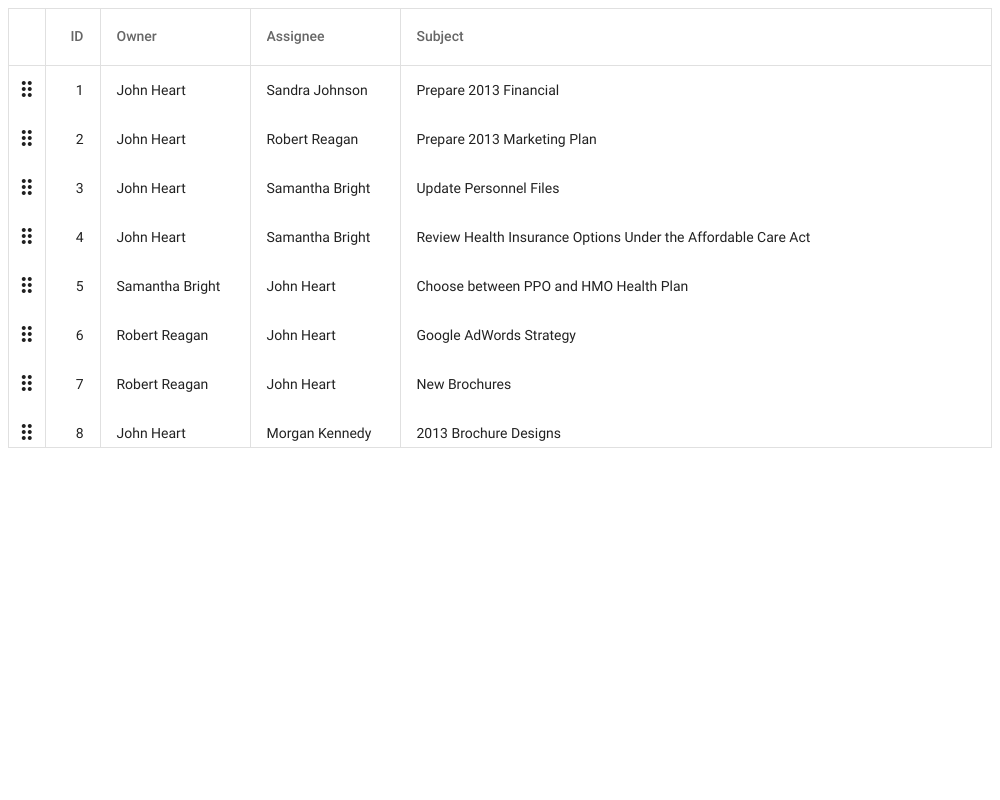 ID Owner Assignee Subject
1 John Heart Sandra Johnson Prepare 2013 Financial
2 John Heart Robert Reagan Prepare 2013 Marketing Plan
3 John Heart Samantha Bright Update Personnel Files
4 John Heart Samantha Bright Review Health Insurance Options Under the Affordable Care Act
5 Samantha Bright John Heart Choose between PPO and HMO Health Plan
6 Robert Reagan John Heart Google AdWords Strategy
7 Robert Reagan John Heart New Brochures
8 John Heart Morgan Kennedy 2013 Brochure Designs